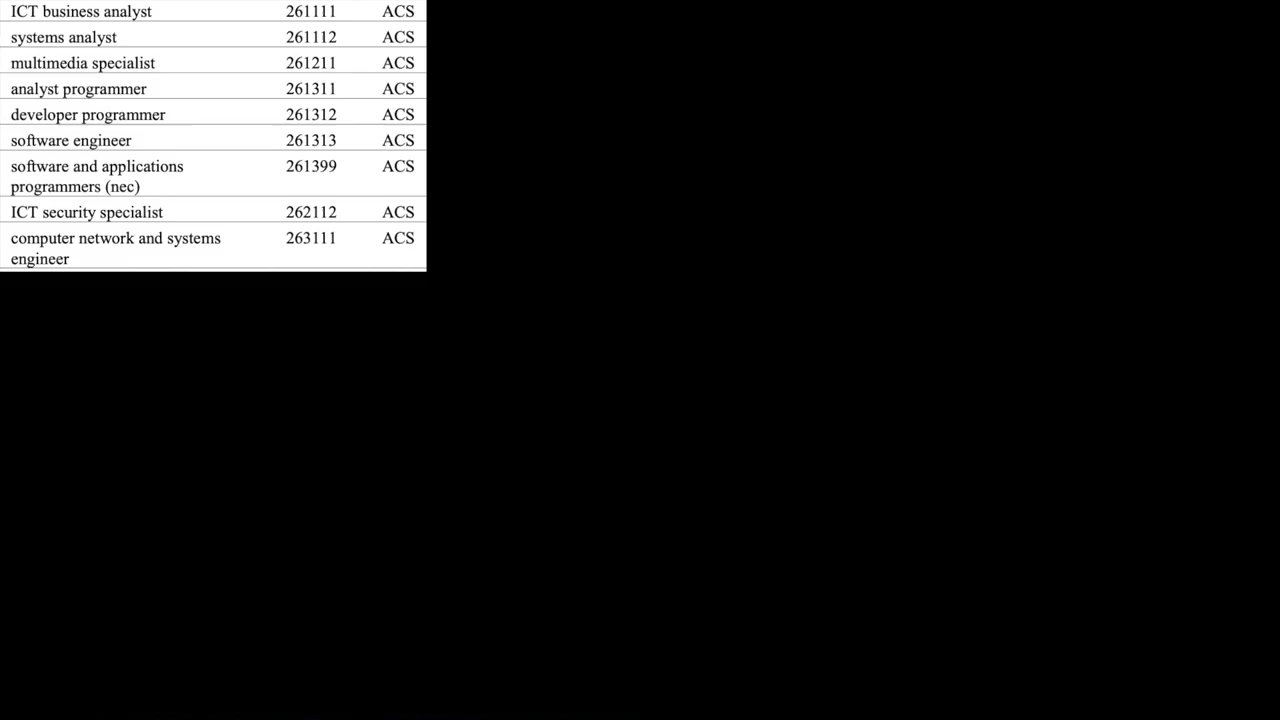 ICT business analyst 261111 ACS
systems analyst 261112 ACS
multimedia specialist 261211 ACS
analyst programmer 261311 ACS
developer programmer 261312 ACS
software engineer 261313 ACS
software and applications 261399 ACS
programmers (nec)
ICT security specialist 262112 ACS
computer network and systems 263111 ACS
engineer